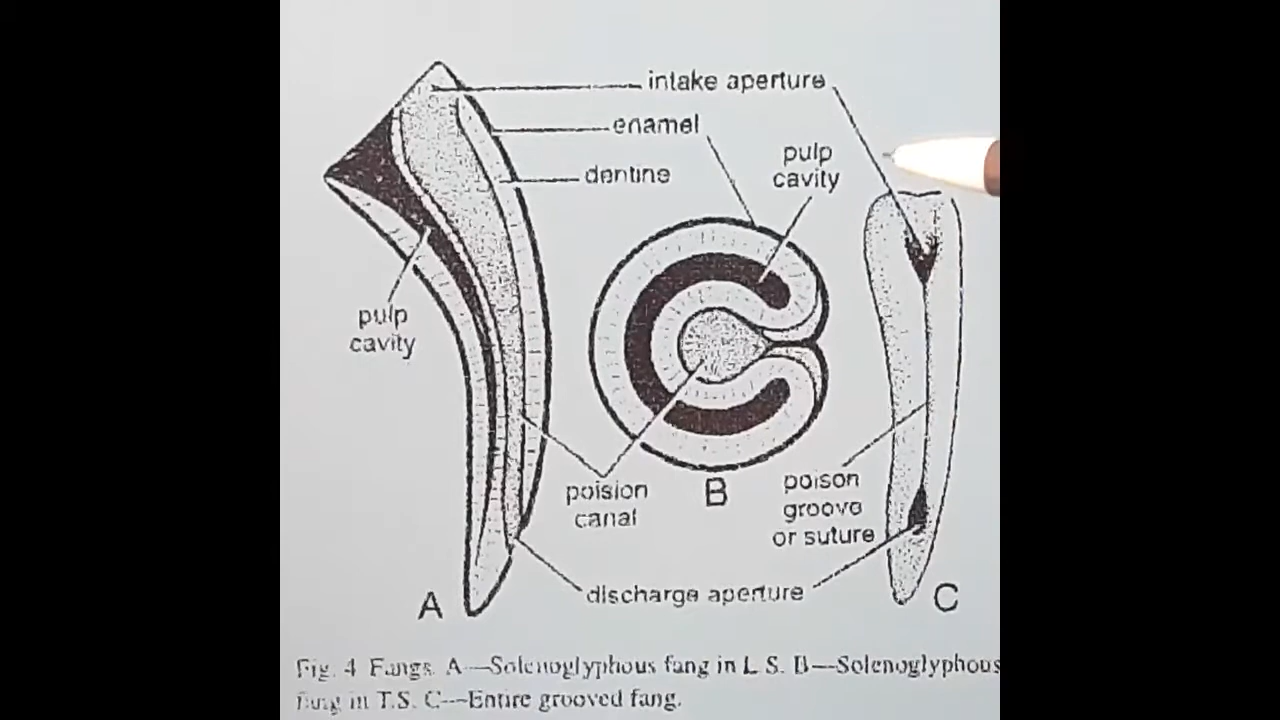 intake aperture
enamel
pulp
cavity
dentine
pulp
cavity
poision
canal
B
poison
groove
or suture
discharge aperture
A
C
Fig. 4 Fangs. A—Solenoglyphous fang in L S. B—Solenoglyphous
fang in T.S. C—Entire grooved fang.